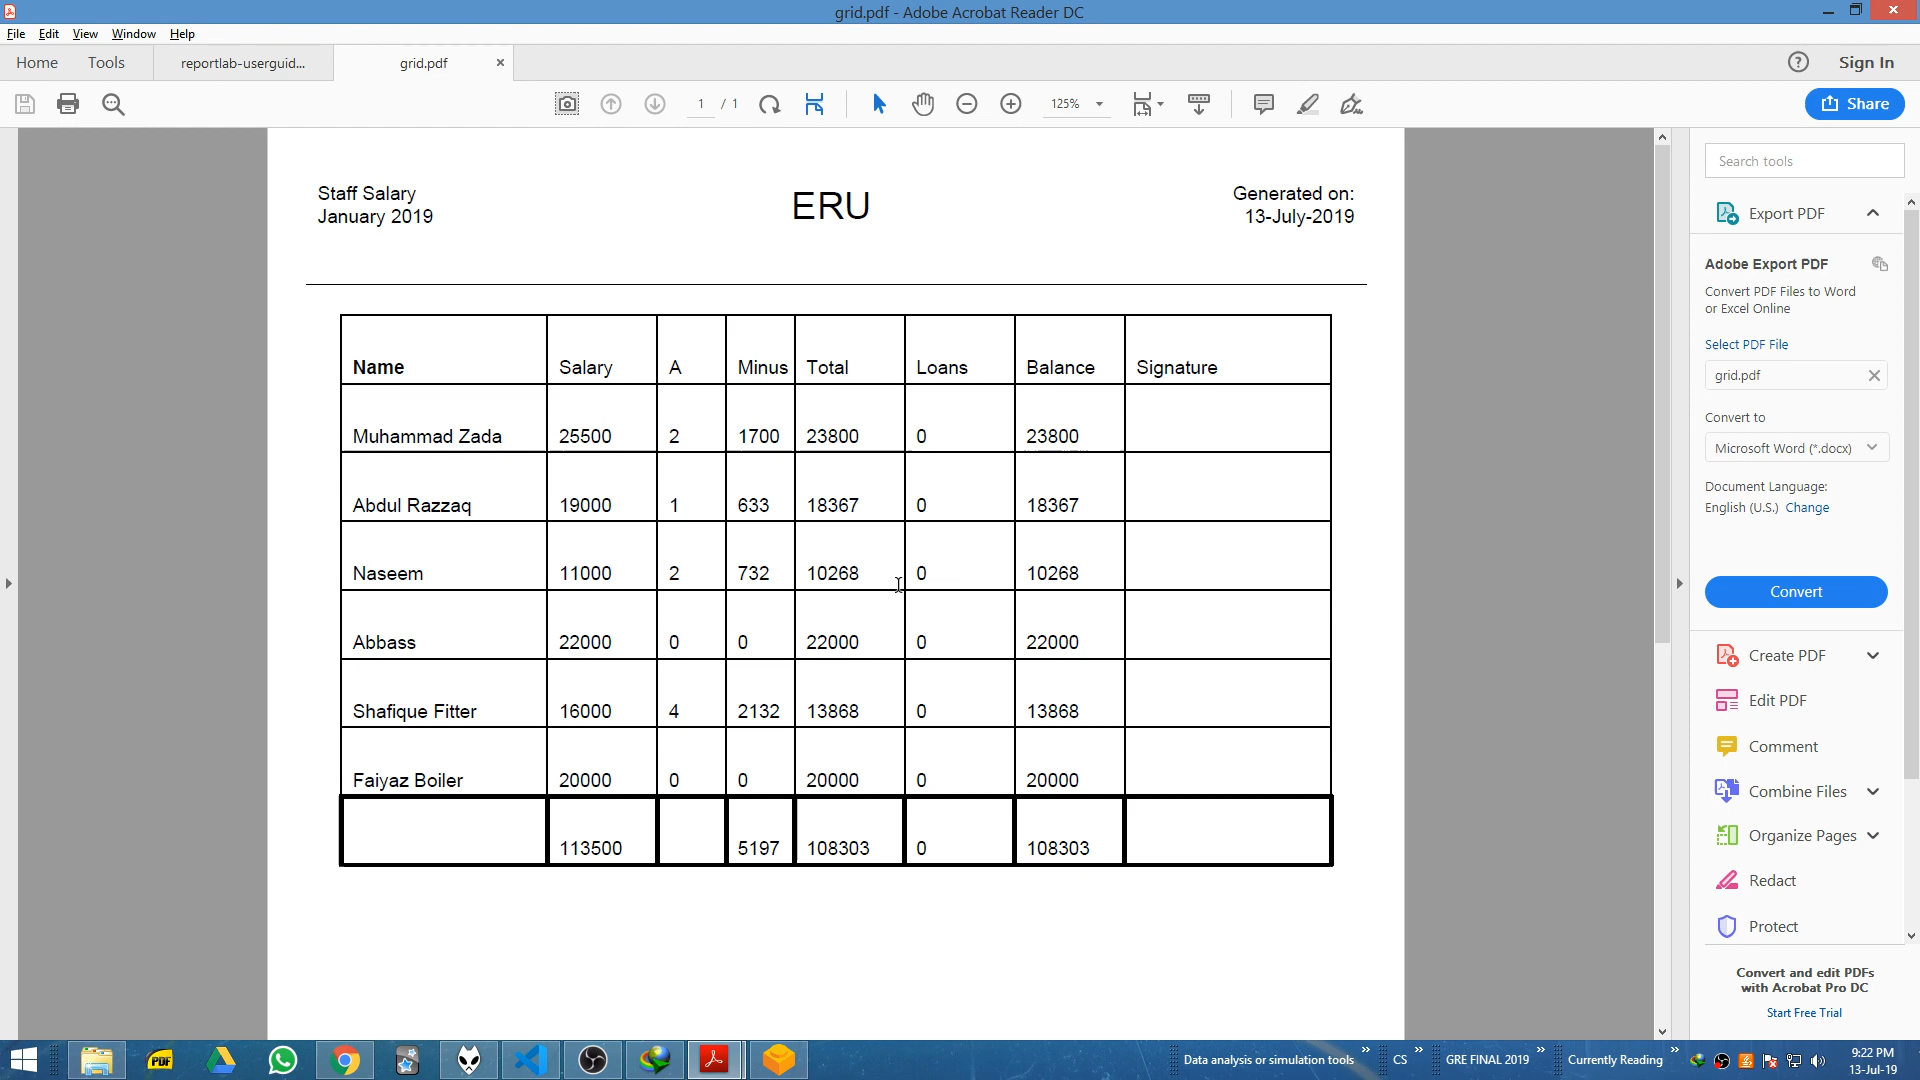 grid.pdf - Adobe Acrobat Reader DC
File Edit View Window Help
Home Tools reportlab-userguid... grid.pdf × Sign In
1 / 1 125% Share
Staff Salary
January 2019
ERU
Generated on:
13-July-2019
Name Salary A Minus Total Loans Balance Signature
Muhammad Zada 25500 2 1700 23800 0 23800
Abdul Razzaq 19000 1 633 18367 0 18367
Naseem 11000 2 732 10268 0 10268
Abbass 22000 0 0 22000 0 22000
Shafique Fitter 16000 4 2132 13868 0 13868
Faiyaz Boiler 20000 0 0 20000 0 20000
113500 5197 108303 0 108303
Search tools
Export PDF
Adobe Export PDF
Convert PDF Files to Word
or Excel Online
Select PDF File
grid.pdf
Convert to
Microsoft Word (*.docx)
Document Language:
English (U.S.) Change
Convert
Create PDF
Edit PDF
Comment
Combine Files
Organize Pages
Redact
Protect
Convert and edit PDFs
with Acrobat Pro DC
Start Free Trial
PDF
Data analysis or simulation tools » CS » GRE FINAL 2019 » Currently Reading »
9:22 PM
13-Jul-19